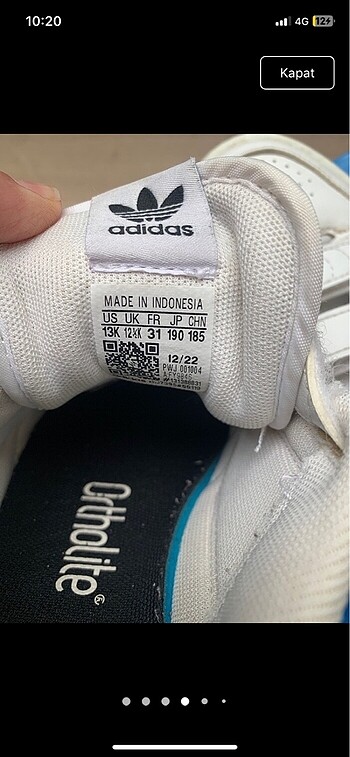 10:20
4G 12
Kapat
adidas
MADE IN INDONESIA
US UK FR JP CHN
13K 12½K 31 190 185
12/22
PWJ 001004
Ortholite®